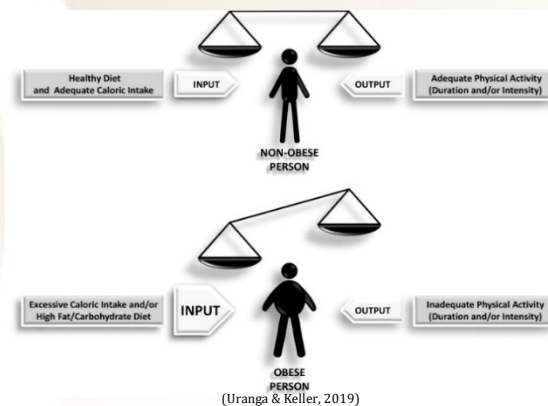 Healthy Diet
and Adequate Caloric Intake
INPUT
OUTPUT
Adequate Physical Activity
(Duration and/or Intensity)
NON-OBESE
PERSON
Excessive Caloric Intake and/or
High Fat/Carbohydrate Diet
INPUT
OUTPUT
Inadequate Physical Activity
(Duration and/or Intensity)
OBESE
PERSON
(Uranga & Keller, 2019)